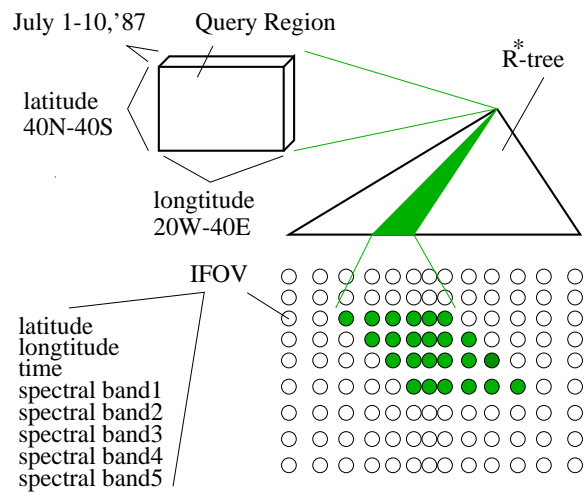 July 1-10,'87
Query Region
R*-tree
latitude
40N-40S
longtitude
20W-40E
IFOV
latitude
longtitude
time
spectral band1
spectral band2
spectral band3
spectral band4
spectral band5